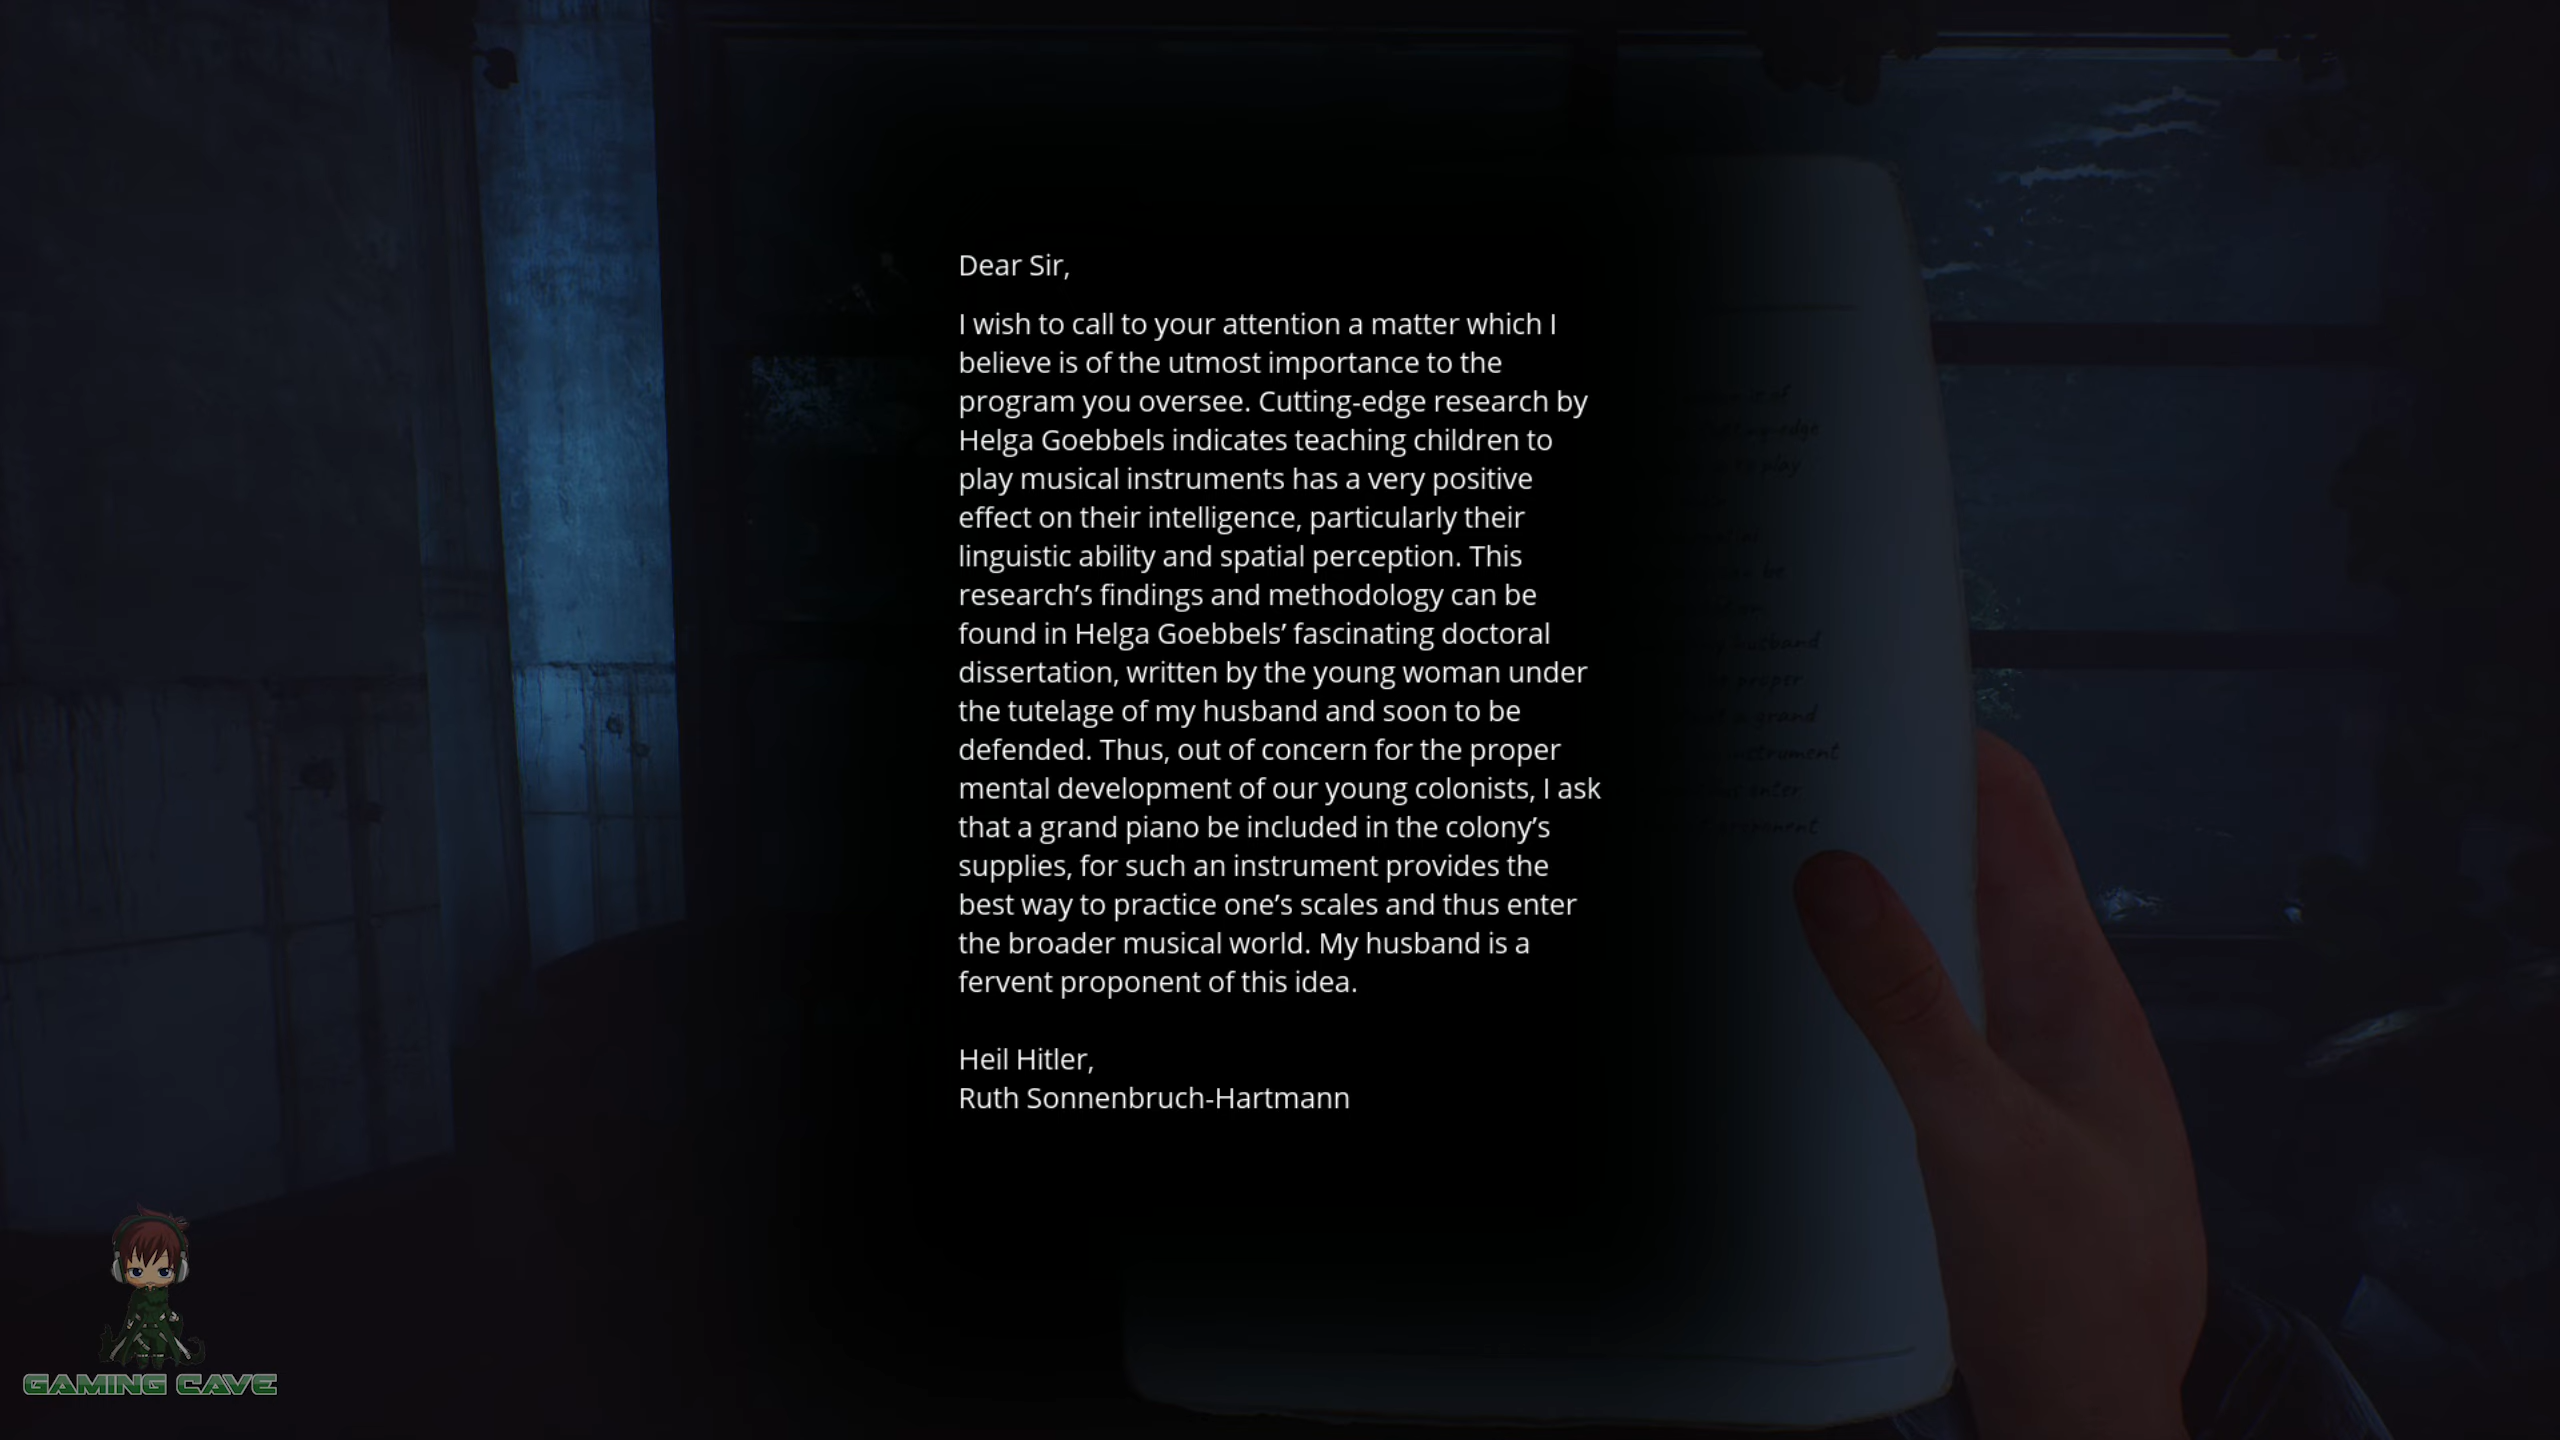 Dear Sir,
I wish to call to your attention a matter which I
believe is of the utmost importance to the
program you oversee. Cutting-edge research by
Helga Goebbels indicates teaching children to
play musical instruments has a very positive
effect on their intelligence, particularly their
linguistic ability and spatial perception. This
research’s findings and methodology can be
found in Helga Goebbels’ fascinating doctoral
dissertation, written by the young woman under
the tutelage of my husband and soon to be
defended. Thus, out of concern for the proper
mental development of our young colonists, I ask
that a grand piano be included in the colony’s
supplies, for such an instrument provides the
best way to practice one’s scales and thus enter
the broader musical world. My husband is a
fervent proponent of this idea.
Heil Hitler,
Ruth Sonnenbruch-Hartmann
husband
proper
grand
instrument
enter
GAMING CAVE